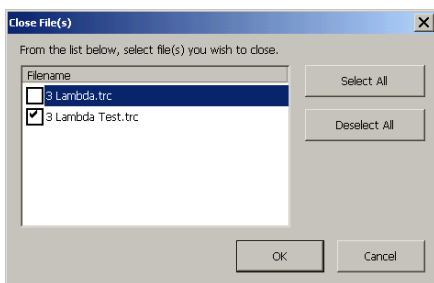 Close File(s)
From the list below, select file(s) you wish to close.
Filename
3 Lambda.trc
3 Lambda Test.trc
Select All
Deselect All
OK
Cancel